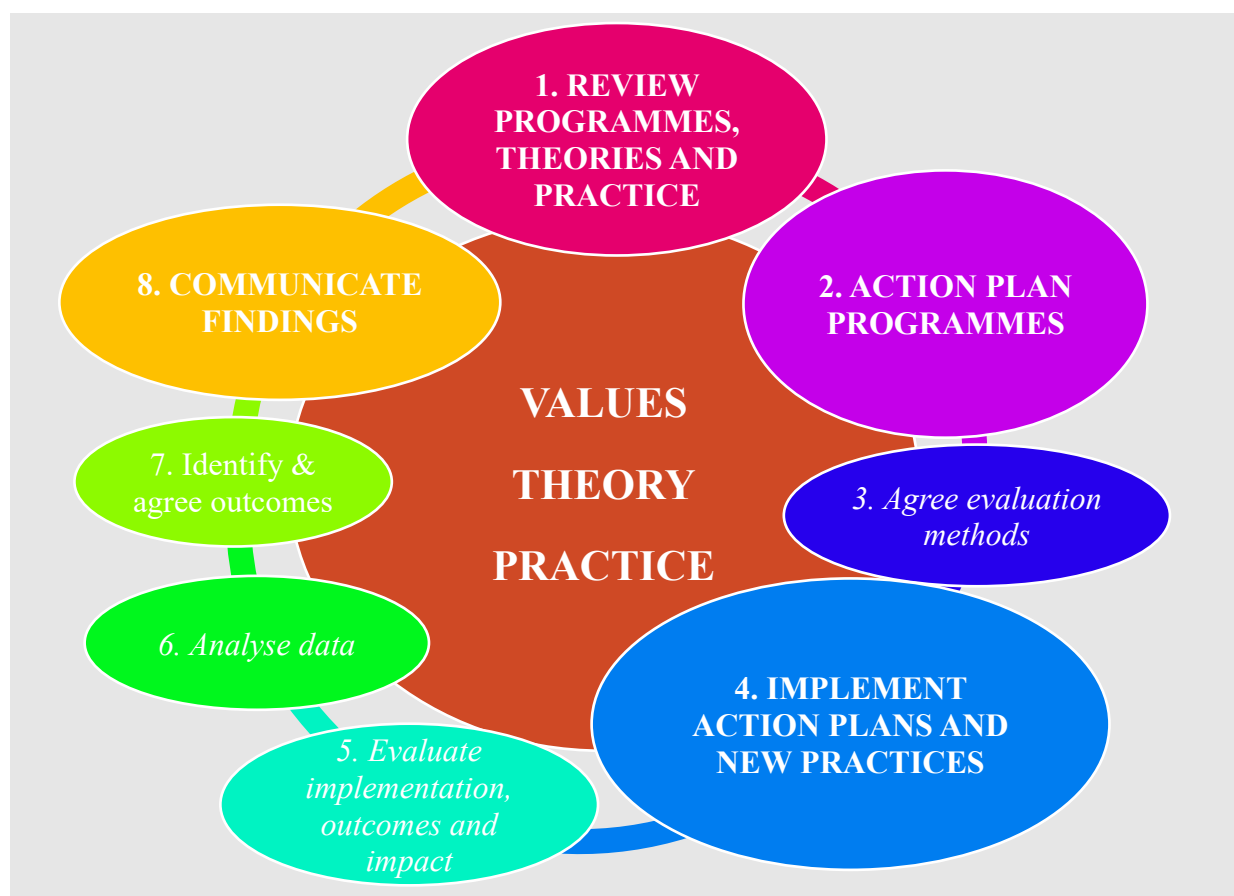 1. REVIEW
PROGRAMMES,
THEORIES AND
PRACTICE
2. ACTION PLAN
PROGRAMMES
3. Agree evaluation
methods
4. IMPLEMENT
ACTION PLANS AND
NEW PRACTICES
5. Evaluate
implementation,
outcomes and
impact
6. Analyse data
7. Identify &
agree outcomes
8. COMMUNICATE
FINDINGS
VALUES
THEORY
PRACTICE